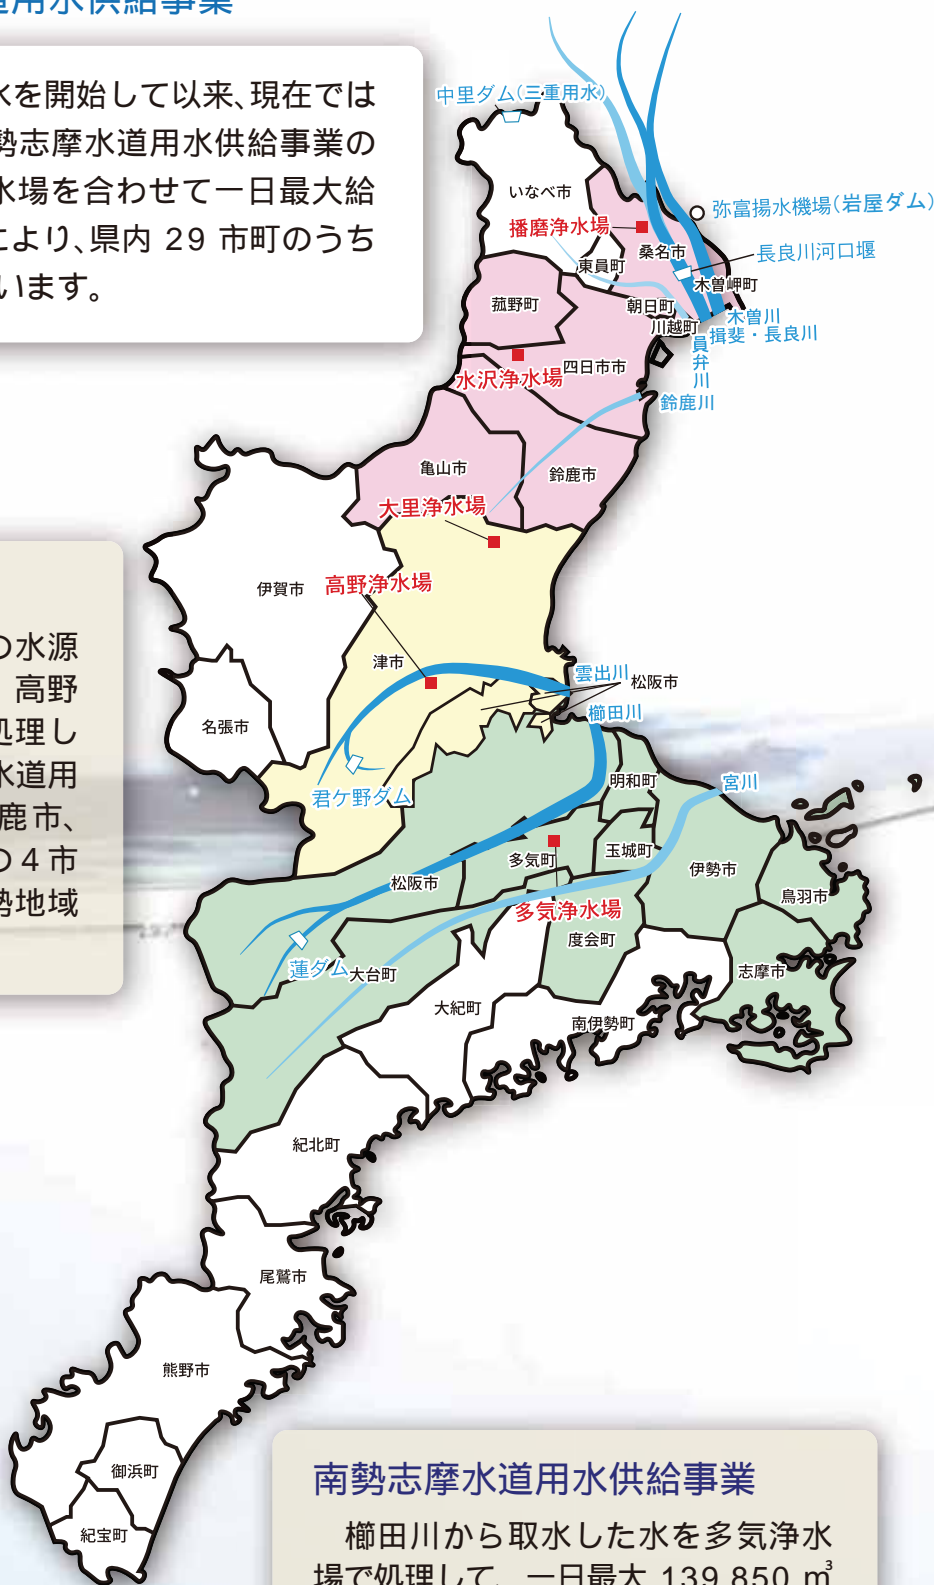 道用水供給事業
水を開始して以来、現在では
勢志摩水道用水供給事業の
水場を合わせて一日最大給
により、県内 29 市町のうち
います。
中里ダム(三重用水)
いなべ市
弥富揚水機場(岩屋ダム)
播磨浄水場
桑名市
長良川河口堰
東員町
木曽岬町
菰野町
朝日町
木曽川
川越町
揖斐・長良川
員弁川
水沢浄水場
四日市市
鈴鹿川
亀山市
鈴鹿市
大里浄水場
伊賀市
高野浄水場
の水源
高野
処理し
水道用
鹿市、
の4市
勢地域
津市
雲出川
松阪市
名張市
櫛田川
君ケ野ダム
明和町
宮川
多気町
玉城町
伊勢市
松阪市
鳥羽市
多気浄水場
度会町
蓮ダム
大台町
志摩市
大紀町
南伊勢町
紀北町
尾鷲市
熊野市
御浜町
紀宝町
南勢志摩水道用水供給事業
櫛田川から取水した水を多気浄水
場で処理して、一日最大 139,850 ㎥